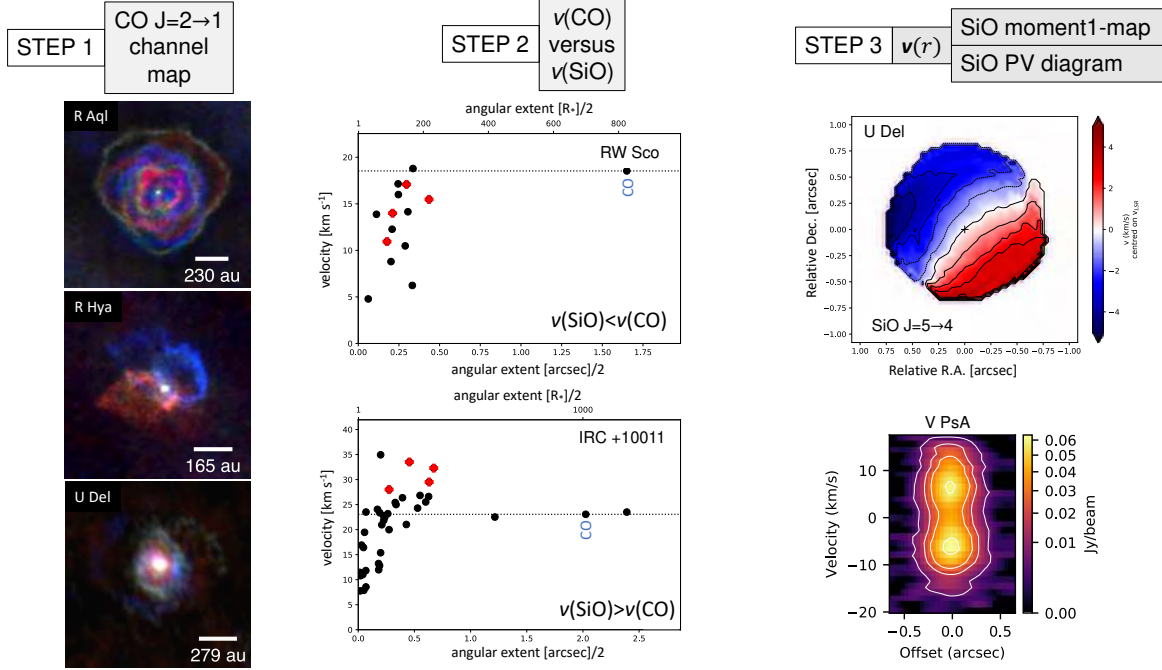 STEP 1
CO J=2→1
channel
map
R Aql
230 au
R Hya
165 au
U Del
279 au
STEP 2
v(CO)
versus
v(SiO)
angular extent [R*]/2
1 200 400 600 800
RW Sco
velocity [km s⁻¹]
20
15
10
5
0
CO
v(SiO)<v(CO)
0.00 0.25 0.50 0.75 1.00 1.25 1.50 1.75
angular extent [arcsec]/2
angular extent [R*]/2
1 1000
IRC +10011
velocity [km s⁻¹]
40
35
30
25
20
15
10
5
0
CO
v(SiO)>v(CO)
0.0 0.5 1.0 1.5 2.0 2.5
angular extent [arcsec]/2
STEP 3
v(r)
SiO moment1-map
SiO PV diagram
U Del
Relative Dec. [arcsec]
1.00
0.75
0.50
0.25
0.00
−0.25
−0.50
−0.75
−1.00
SiO J=5→4
1.00 0.75 0.50 0.25 0.00 −0.25 −0.50 −0.75 −1.00
Relative R.A. [arcsec]
4
2
0
−2
−4
v (km/s)
centred on vLSR
V PsA
Velocity (km/s)
10
0
−10
−20
−0.5 0.0 0.5
Offset (arcsec)
0.06
0.05
0.04
0.03
0.02
0.01
0.00
Jy/beam